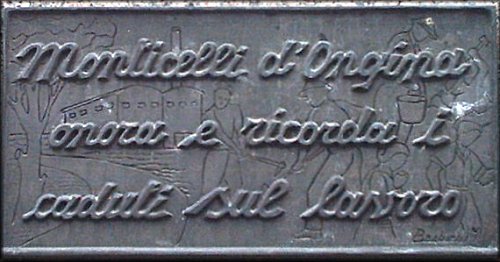 Monticelli d'Ongina
onora e ricorda i
caduti sul lavoro